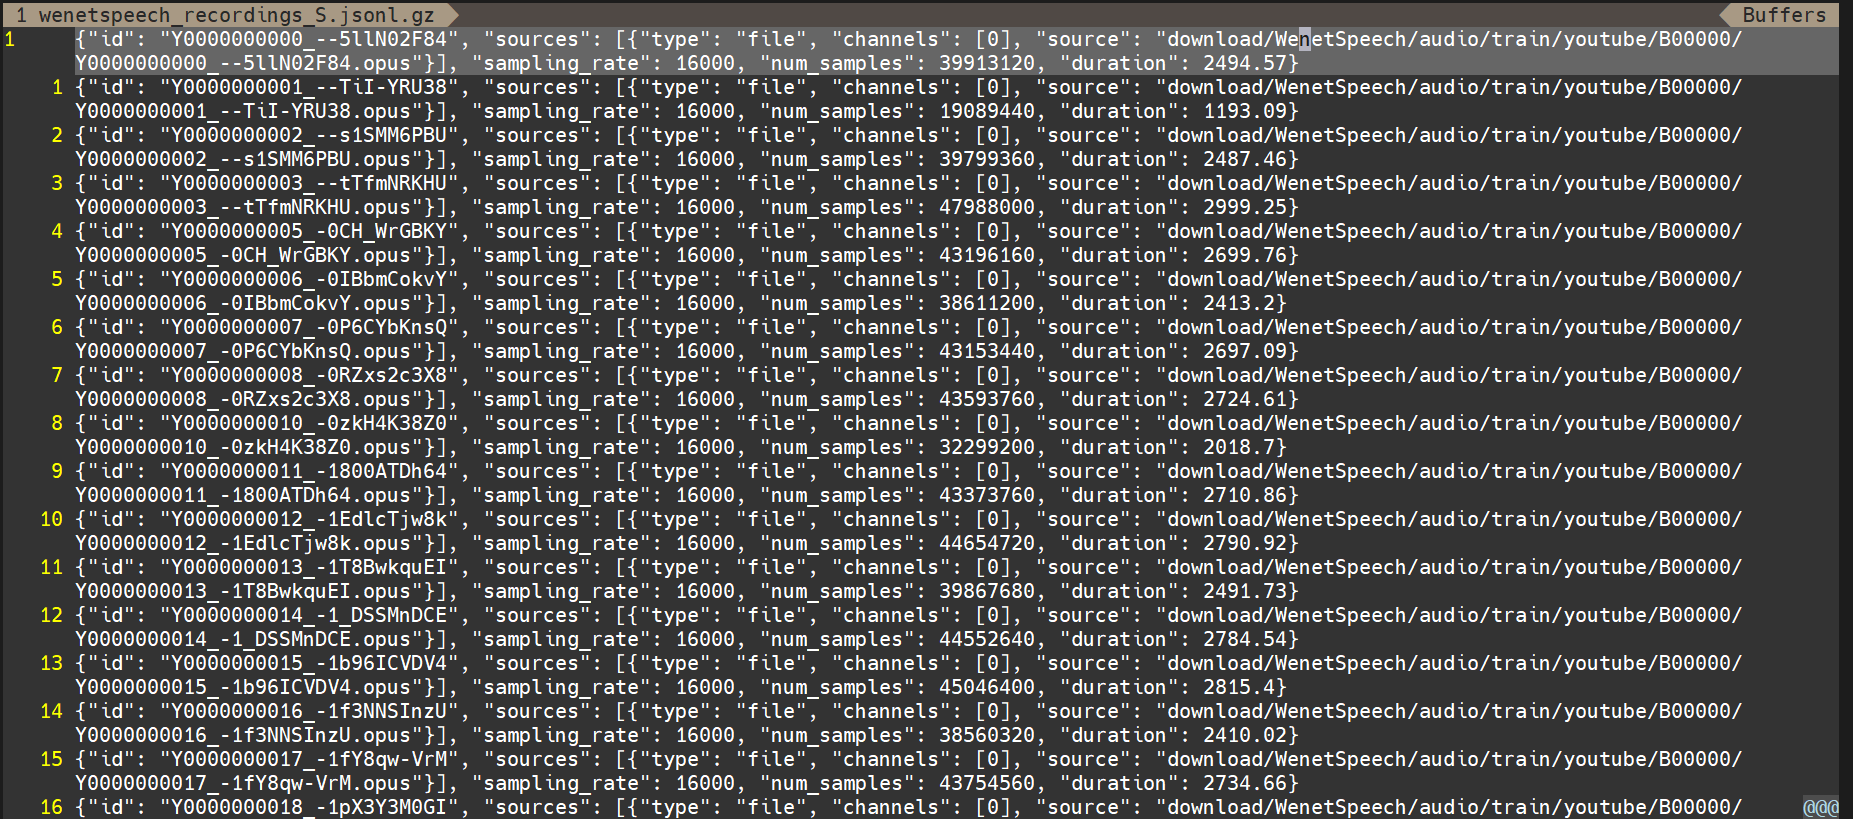 1 wenetspeech_recordings_S.jsonl.gz Buffers
1 {"id": "Y0000000000_--5llN02F84", "sources": [{"type": "file", "channels": [0], "source": "download/WenetSpeech/audio/train/youtube/B00000/
Y0000000000_--5llN02F84.opus"}], "sampling_rate": 16000, "num_samples": 39913120, "duration": 2494.57}
1 {"id": "Y0000000001_--TiI-YRU38", "sources": [{"type": "file", "channels": [0], "source": "download/WenetSpeech/audio/train/youtube/B00000/
Y0000000001_--TiI-YRU38.opus"}], "sampling_rate": 16000, "num_samples": 19089440, "duration": 1193.09}
2 {"id": "Y0000000002_--s1SMM6PBU", "sources": [{"type": "file", "channels": [0], "source": "download/WenetSpeech/audio/train/youtube/B00000/
Y0000000002_--s1SMM6PBU.opus"}], "sampling_rate": 16000, "num_samples": 39799360, "duration": 2487.46}
3 {"id": "Y0000000003_--tTfmNRKHU", "sources": [{"type": "file", "channels": [0], "source": "download/WenetSpeech/audio/train/youtube/B00000/
Y0000000003_--tTfmNRKHU.opus"}], "sampling_rate": 16000, "num_samples": 47988000, "duration": 2999.25}
4 {"id": "Y0000000005_-0CH_WrGBKY", "sources": [{"type": "file", "channels": [0], "source": "download/WenetSpeech/audio/train/youtube/B00000/
Y0000000005_-0CH_WrGBKY.opus"}], "sampling_rate": 16000, "num_samples": 43196160, "duration": 2699.76}
5 {"id": "Y0000000006_-0IBbmCokvY", "sources": [{"type": "file", "channels": [0], "source": "download/WenetSpeech/audio/train/youtube/B00000/
Y0000000006_-0IBbmCokvY.opus"}], "sampling_rate": 16000, "num_samples": 38611200, "duration": 2413.2}
6 {"id": "Y0000000007_-0P6CYbKnsQ", "sources": [{"type": "file", "channels": [0], "source": "download/WenetSpeech/audio/train/youtube/B00000/
Y0000000007_-0P6CYbKnsQ.opus"}], "sampling_rate": 16000, "num_samples": 43153440, "duration": 2697.09}
7 {"id": "Y0000000008_-0RZxs2c3X8", "sources": [{"type": "file", "channels": [0], "source": "download/WenetSpeech/audio/train/youtube/B00000/
Y0000000008_-0RZxs2c3X8.opus"}], "sampling_rate": 16000, "num_samples": 43593760, "duration": 2724.61}
8 {"id": "Y0000000010_-0zkH4K38Z0", "sources": [{"type": "file", "channels": [0], "source": "download/WenetSpeech/audio/train/youtube/B00000/
Y0000000010_-0zkH4K38Z0.opus"}], "sampling_rate": 16000, "num_samples": 32299200, "duration": 2018.7}
9 {"id": "Y0000000011_-1800ATDh64", "sources": [{"type": "file", "channels": [0], "source": "download/WenetSpeech/audio/train/youtube/B00000/
Y0000000011_-1800ATDh64.opus"}], "sampling_rate": 16000, "num_samples": 43373760, "duration": 2710.86}
10 {"id": "Y0000000012_-1EdlcTjw8k", "sources": [{"type": "file", "channels": [0], "source": "download/WenetSpeech/audio/train/youtube/B00000/
Y0000000012_-1EdlcTjw8k.opus"}], "sampling_rate": 16000, "num_samples": 44654720, "duration": 2790.92}
11 {"id": "Y0000000013_-1T8BwkquEI", "sources": [{"type": "file", "channels": [0], "source": "download/WenetSpeech/audio/train/youtube/B00000/
Y0000000013_-1T8BwkquEI.opus"}], "sampling_rate": 16000, "num_samples": 39867680, "duration": 2491.73}
12 {"id": "Y0000000014_-1_DSSMnDCE", "sources": [{"type": "file", "channels": [0], "source": "download/WenetSpeech/audio/train/youtube/B00000/
Y0000000014_-1_DSSMnDCE.opus"}], "sampling_rate": 16000, "num_samples": 44552640, "duration": 2784.54}
13 {"id": "Y0000000015_-1b96ICVDV4", "sources": [{"type": "file", "channels": [0], "source": "download/WenetSpeech/audio/train/youtube/B00000/
Y0000000015_-1b96ICVDV4.opus"}], "sampling_rate": 16000, "num_samples": 45046400, "duration": 2815.4}
14 {"id": "Y0000000016_-1f3NNSInzU", "sources": [{"type": "file", "channels": [0], "source": "download/WenetSpeech/audio/train/youtube/B00000/
Y0000000016_-1f3NNSInzU.opus"}], "sampling_rate": 16000, "num_samples": 38560320, "duration": 2410.02}
15 {"id": "Y0000000017_-1fY8qw-VrM", "sources": [{"type": "file", "channels": [0], "source": "download/WenetSpeech/audio/train/youtube/B00000/
Y0000000017_-1fY8qw-VrM.opus"}], "sampling_rate": 16000, "num_samples": 43754560, "duration": 2734.66}
16 {"id": "Y0000000018_-1pX3Y3M0GI", "sources": [{"type": "file", "channels": [0], "source": "download/WenetSpeech/audio/train/youtube/B00000/ @@@